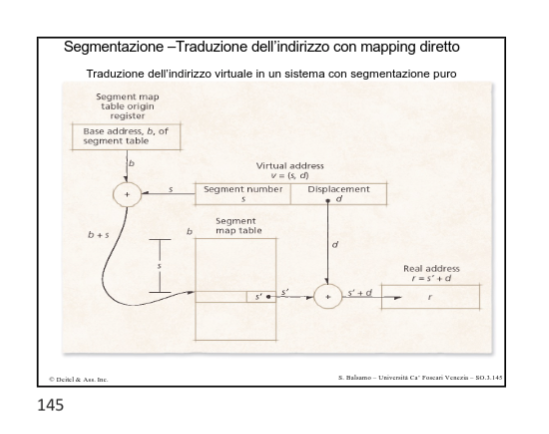 Segmentazione –Traduzione dell'indirizzo con mapping diretto
Traduzione dell'indirizzo virtuale in un sistema con segmentazione puro
Segment map
table origin
register
Base address, b, of
segment table
b
Virtual address
v = (s, d)
+
s
Segment number
s
Displacement
d
b + s
b
Segment
map table
s
d
Real address
r = s' + d
s'
s'
+
s' + d
r
© Deitel & Ass. Inc.
S. Balsamo – Università Ca' Foscari Venezia – SO.3.145
145